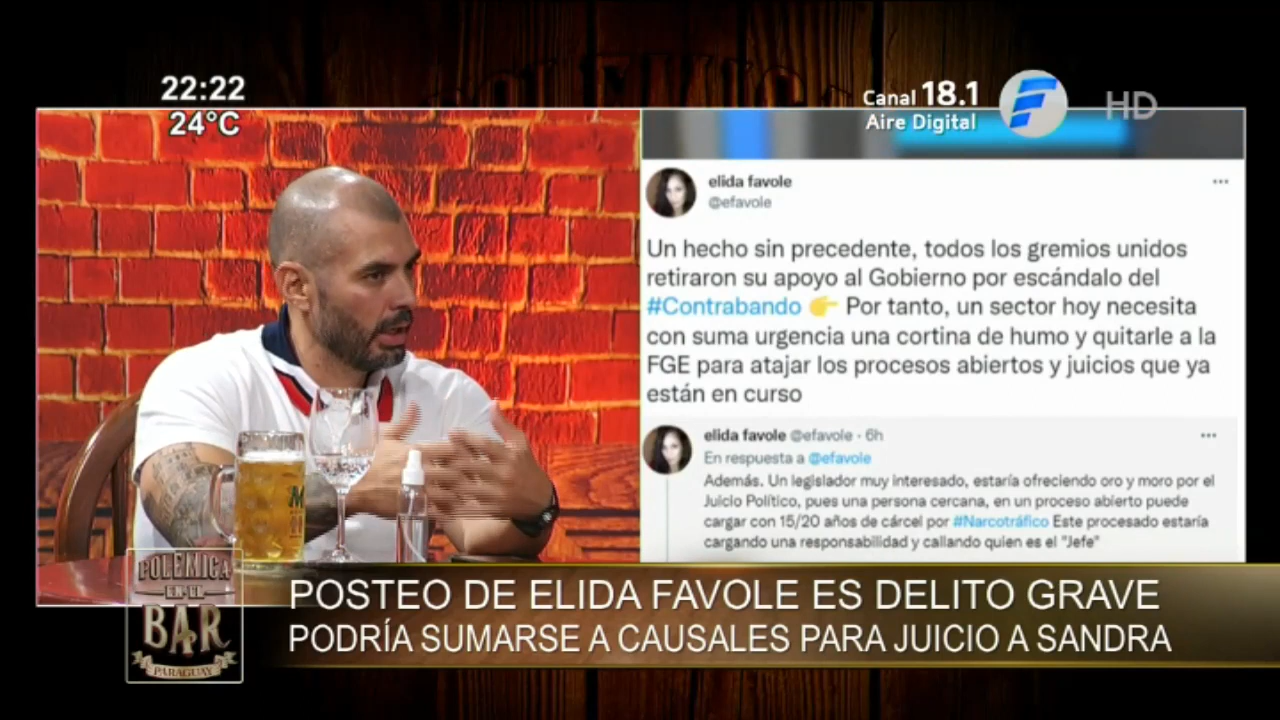 22:22
24°C
Canal 18.1
Aire Digital
HD
elida favole
@efavole
Un hecho sin precedente, todos los gremios unidos
retiraron su apoyo al Gobierno por escándalo del
#Contrabando 👉 Por tanto, un sector hoy necesita
con suma urgencia una cortina de humo y quitarle a la
FGE para atajar los procesos abiertos y juicios que ya
están en curso
elida favole @efavole · 6h
En respuesta a @efavole
Además. Un legislador muy interesado, estaría ofreciendo oro y moro por el
Juicio Político, pues una persona cercana, en un proceso abierto puede
cargar con 15/20 años de cárcel por #Narcotráfico Este procesado estaría
cargando una responsabilidad y callando quien es el "Jefe"
POLÉMICA
EN EL
BAR
PARAGUAY
POSTEO DE ELIDA FAVOLE ES DELITO GRAVE
PODRÍA SUMARSE A CAUSALES PARA JUICIO A SANDRA